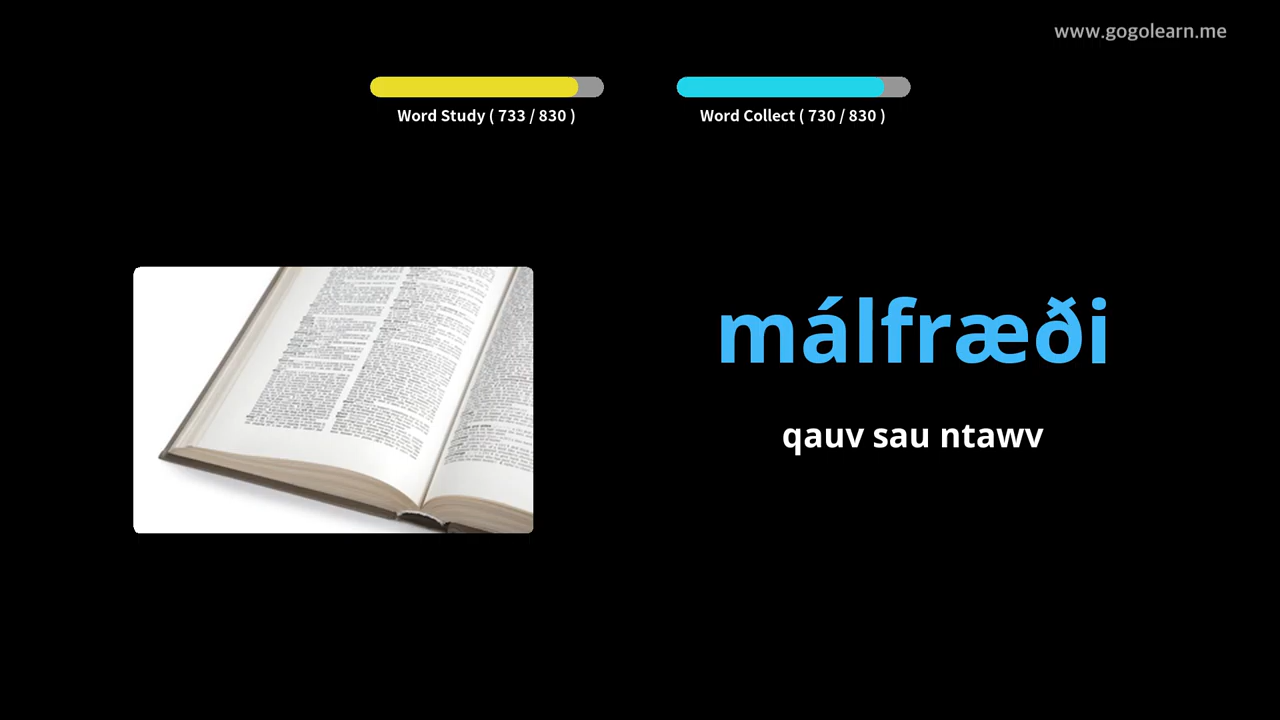 www.gogolearn.me
Word Study ( 733 / 830 )
Word Collect ( 730 / 830 )
málfræði
qauv sau ntawv